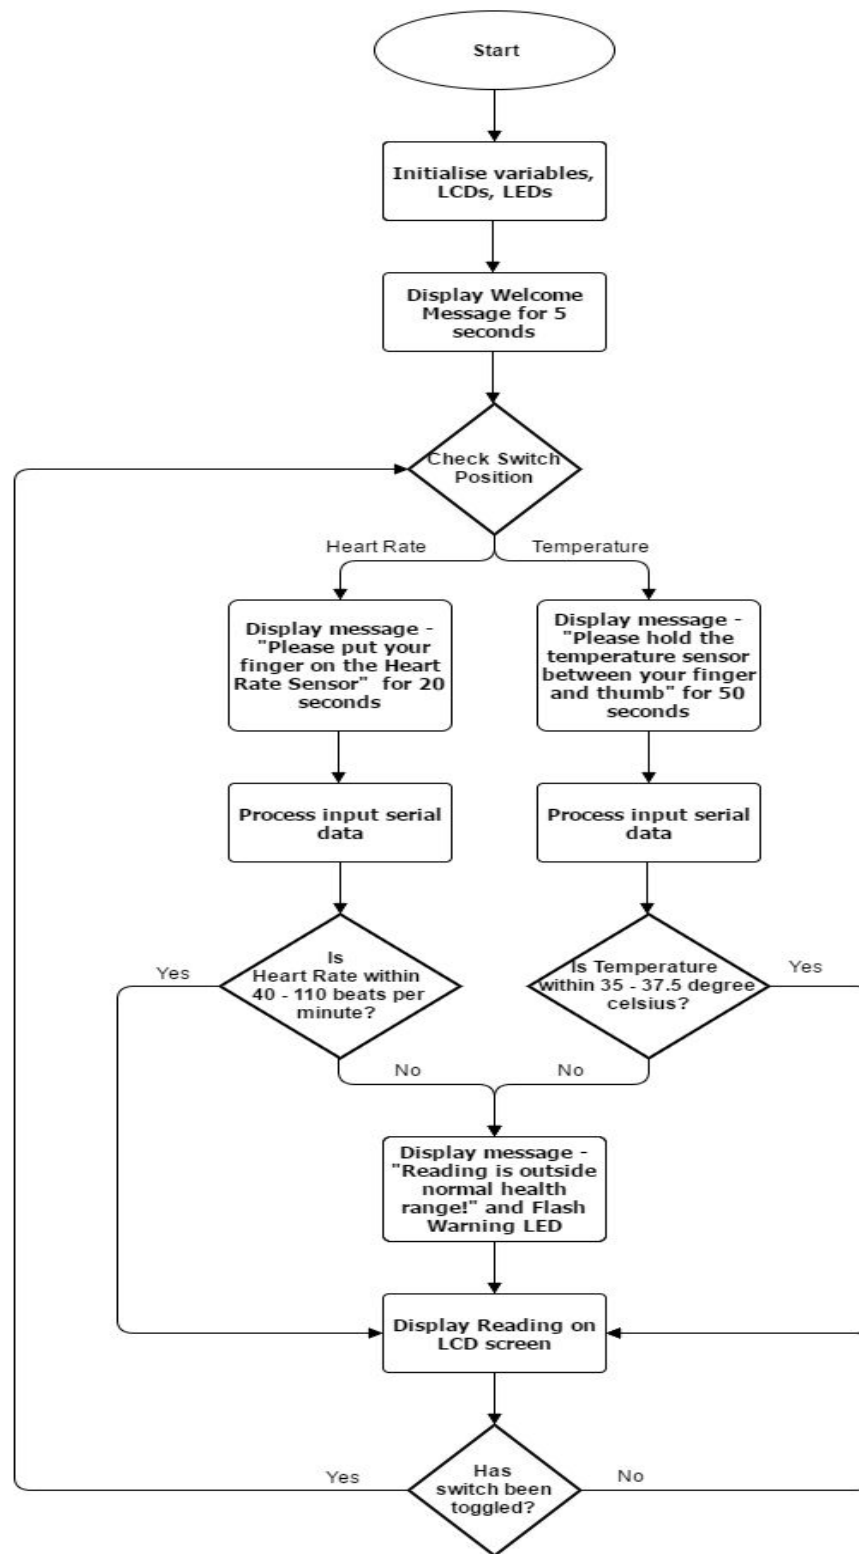 Start
Initialise variables,
LCDs, LEDs
Display Welcome
Message for 5
seconds
Check Switch
Position
Heart Rate
Temperature
Display message -
"Please put your
finger on the Heart
Rate Sensor"  for 20
seconds
Display message -
"Please hold the
temperature sensor
between your finger
and thumb" for 50
seconds
Process input serial
data
Process input serial
data
Yes
Is
Heart Rate within
40 - 110 beats per
minute?
Is Temperature
within 35 - 37.5 degree
celsius?
Yes
No
No
Display message -
"Reading is outside
normal health
range!" and Flash
Warning LED
Display Reading on
LCD screen
Yes
Has
switch been
toggled?
No